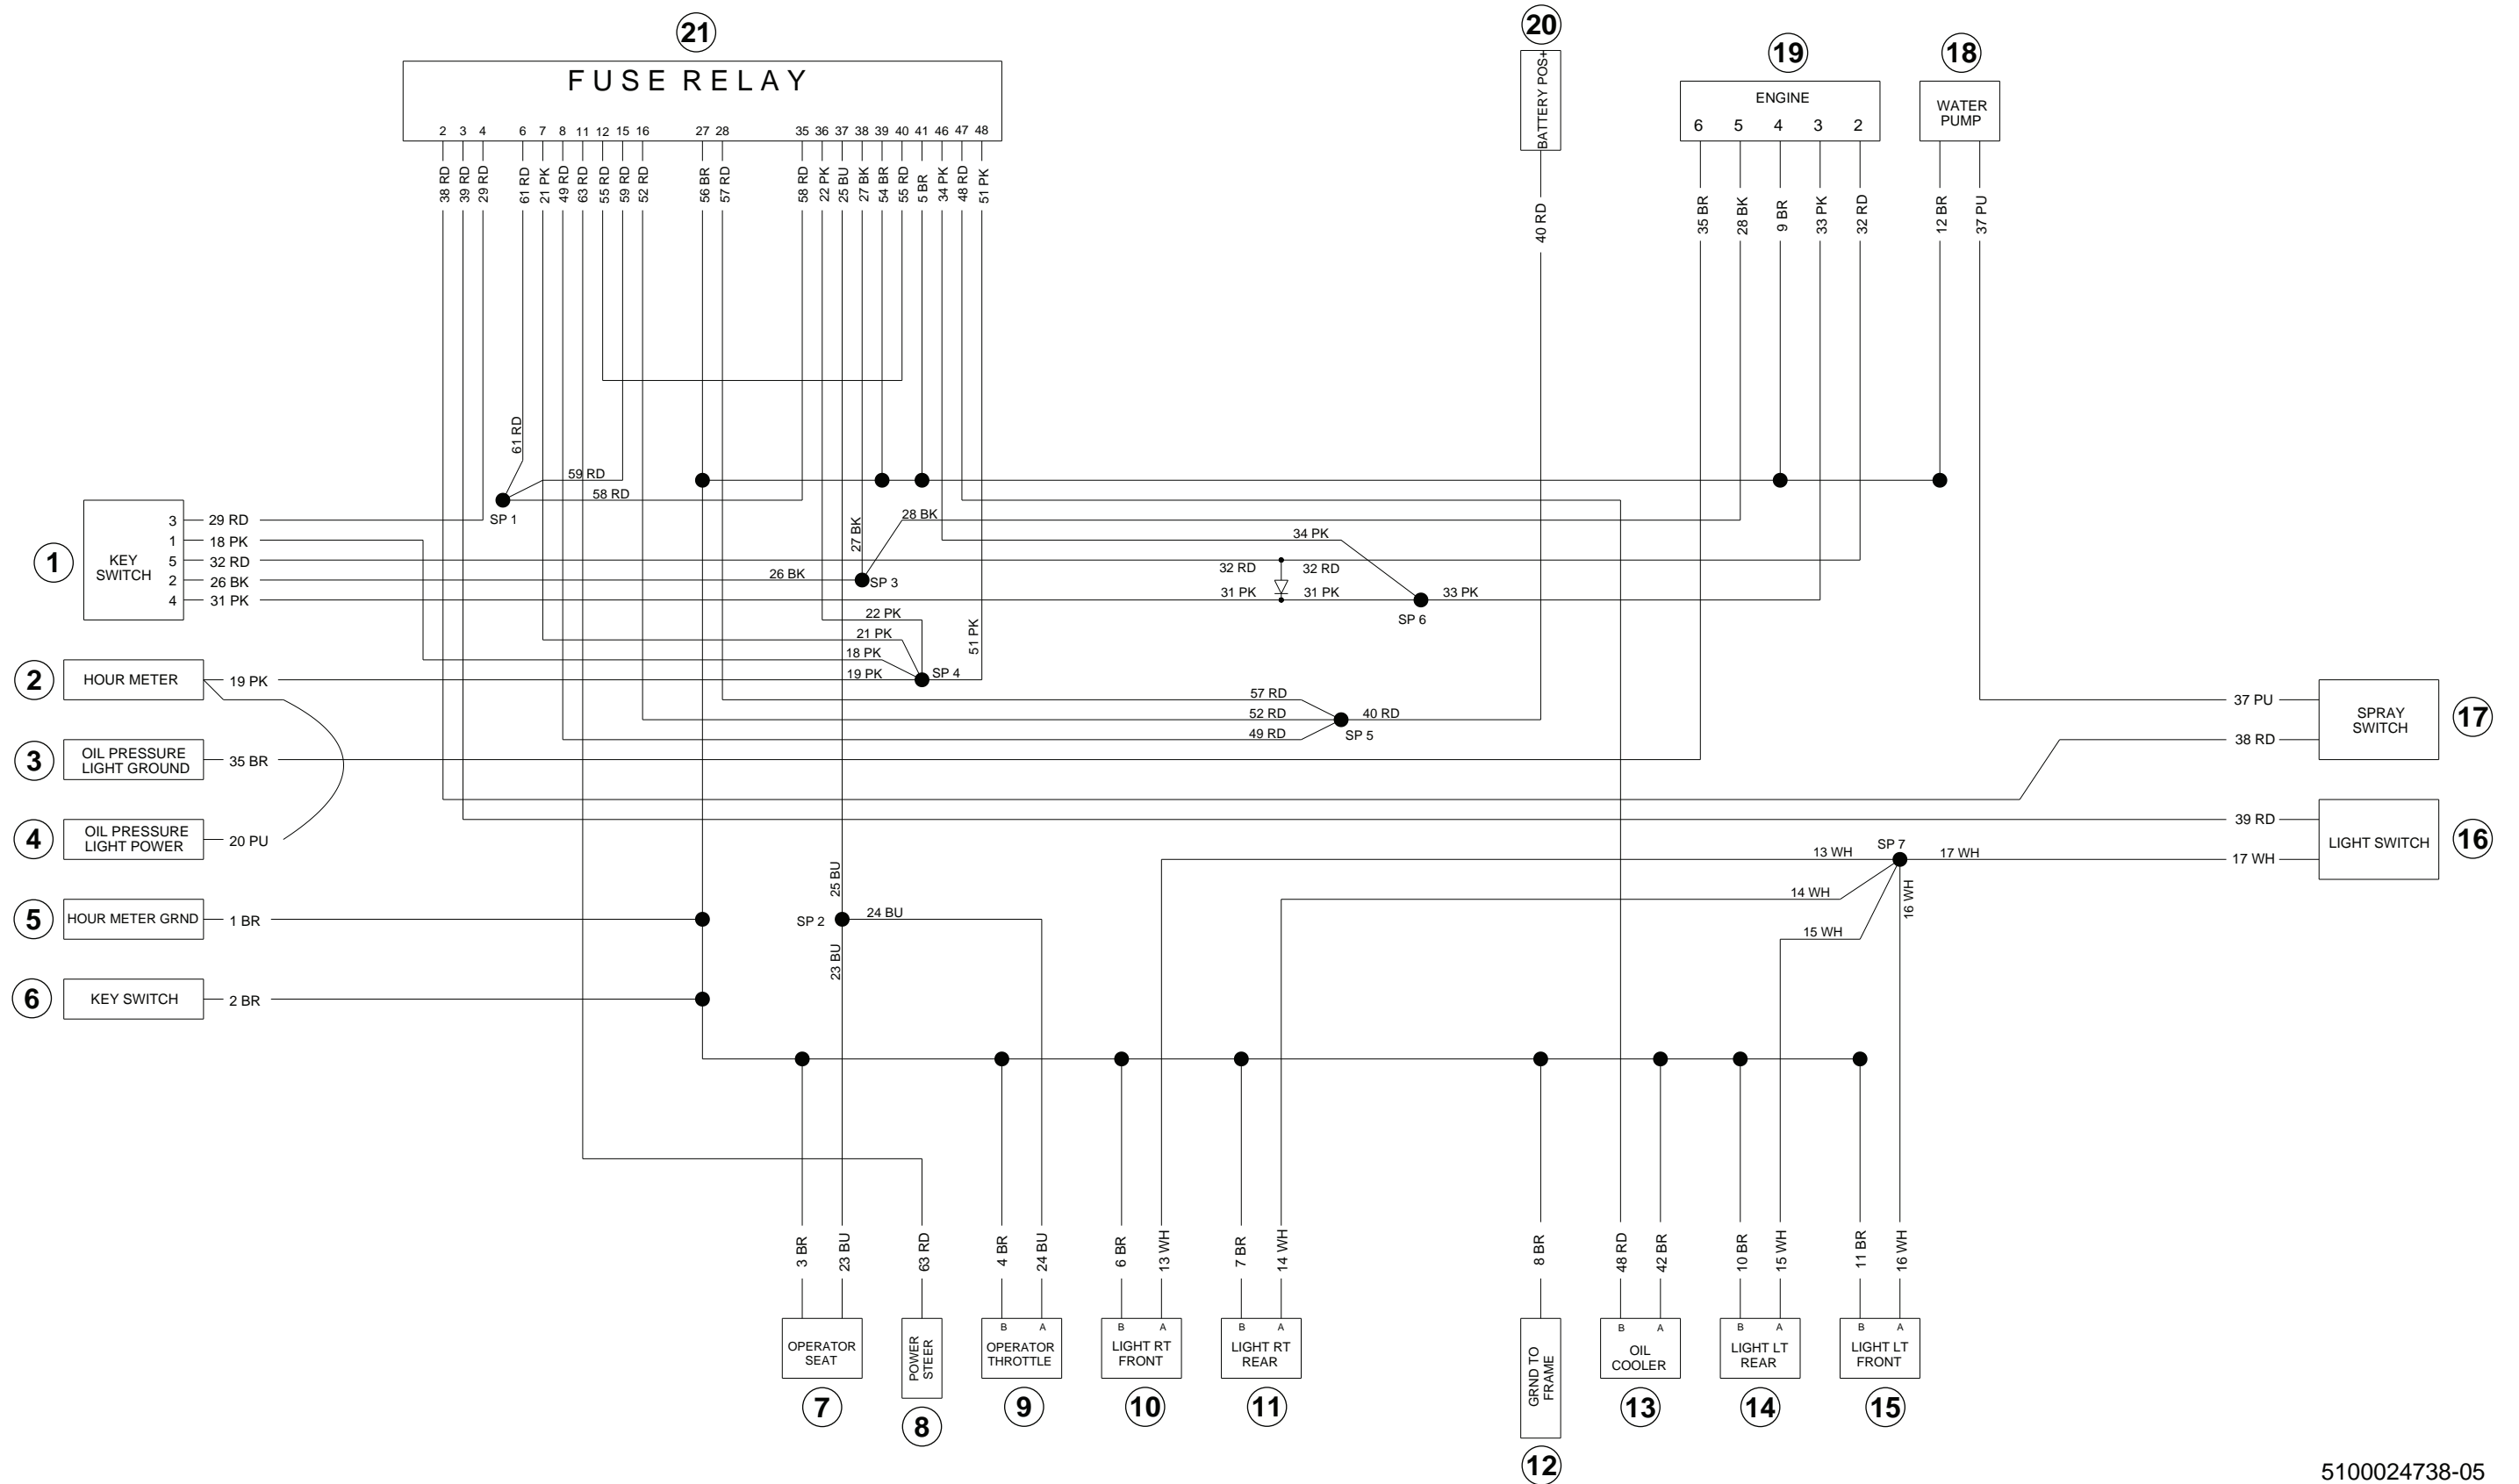 21
20
19
18
FUSE RELAY
BATTERY POS+
ENGINE
6 5 4 3 2
WATER
PUMP
2 3 4 6 7 8 11 12 15 16 27 28 35 36 37 38 39 40 41 46 47 48
38 RD
39 RD
29 RD
61 RD
21 PK
49 RD
63 RD
55 RD
59 RD
52 RD
56 BR
57 RD
58 RD
22 PK
25 BU
27 BK
54 BR
55 RD
5 BR
34 PK
48 RD
51 PK
40 RD
35 BR
28 BK
9 BR
33 PK
32 RD
12 BR
37 PU
61 RD
59 RD
58 RD
SP 1
1
KEY
SWITCH
3 29 RD
1 18 PK
5 32 RD
2 26 BK
4 31 PK
28 BK
27 BK
34 PK
26 BK
SP 3
32 RD 32 RD
31 PK 31 PK
33 PK
SP 6
22 PK
21 PK
18 PK
19 PK
SP 4
51 PK
2
HOUR METER
19 PK
57 RD
52 RD
49 RD
40 RD
SP 5
37 PU
38 RD
SPRAY
SWITCH
17
3
OIL PRESSURE
LIGHT GROUND
35 BR
4
OIL PRESSURE
LIGHT POWER
20 PU
39 RD
17 WH
LIGHT SWITCH
16
SP 7
13 WH
17 WH
14 WH
16 WH
15 WH
5
HOUR METER GRND
1 BR
25 BU
SP 2
24 BU
23 BU
6
KEY SWITCH
2 BR
3 BR
23 BU
63 RD
4 BR
24 BU
6 BR
13 WH
7 BR
14 WH
8 BR
48 RD
42 BR
10 BR
15 WH
11 BR
16 WH
OPERATOR
SEAT
7
POWER
STEER
8
B A
OPERATOR
THROTTLE
9
B A
LIGHT RT
FRONT
10
B A
LIGHT RT
REAR
11
GRND TO
FRAME
12
B A
OIL
COOLER
13
B A
LIGHT LT
REAR
14
B A
LIGHT LT
FRONT
15
5100024738-05